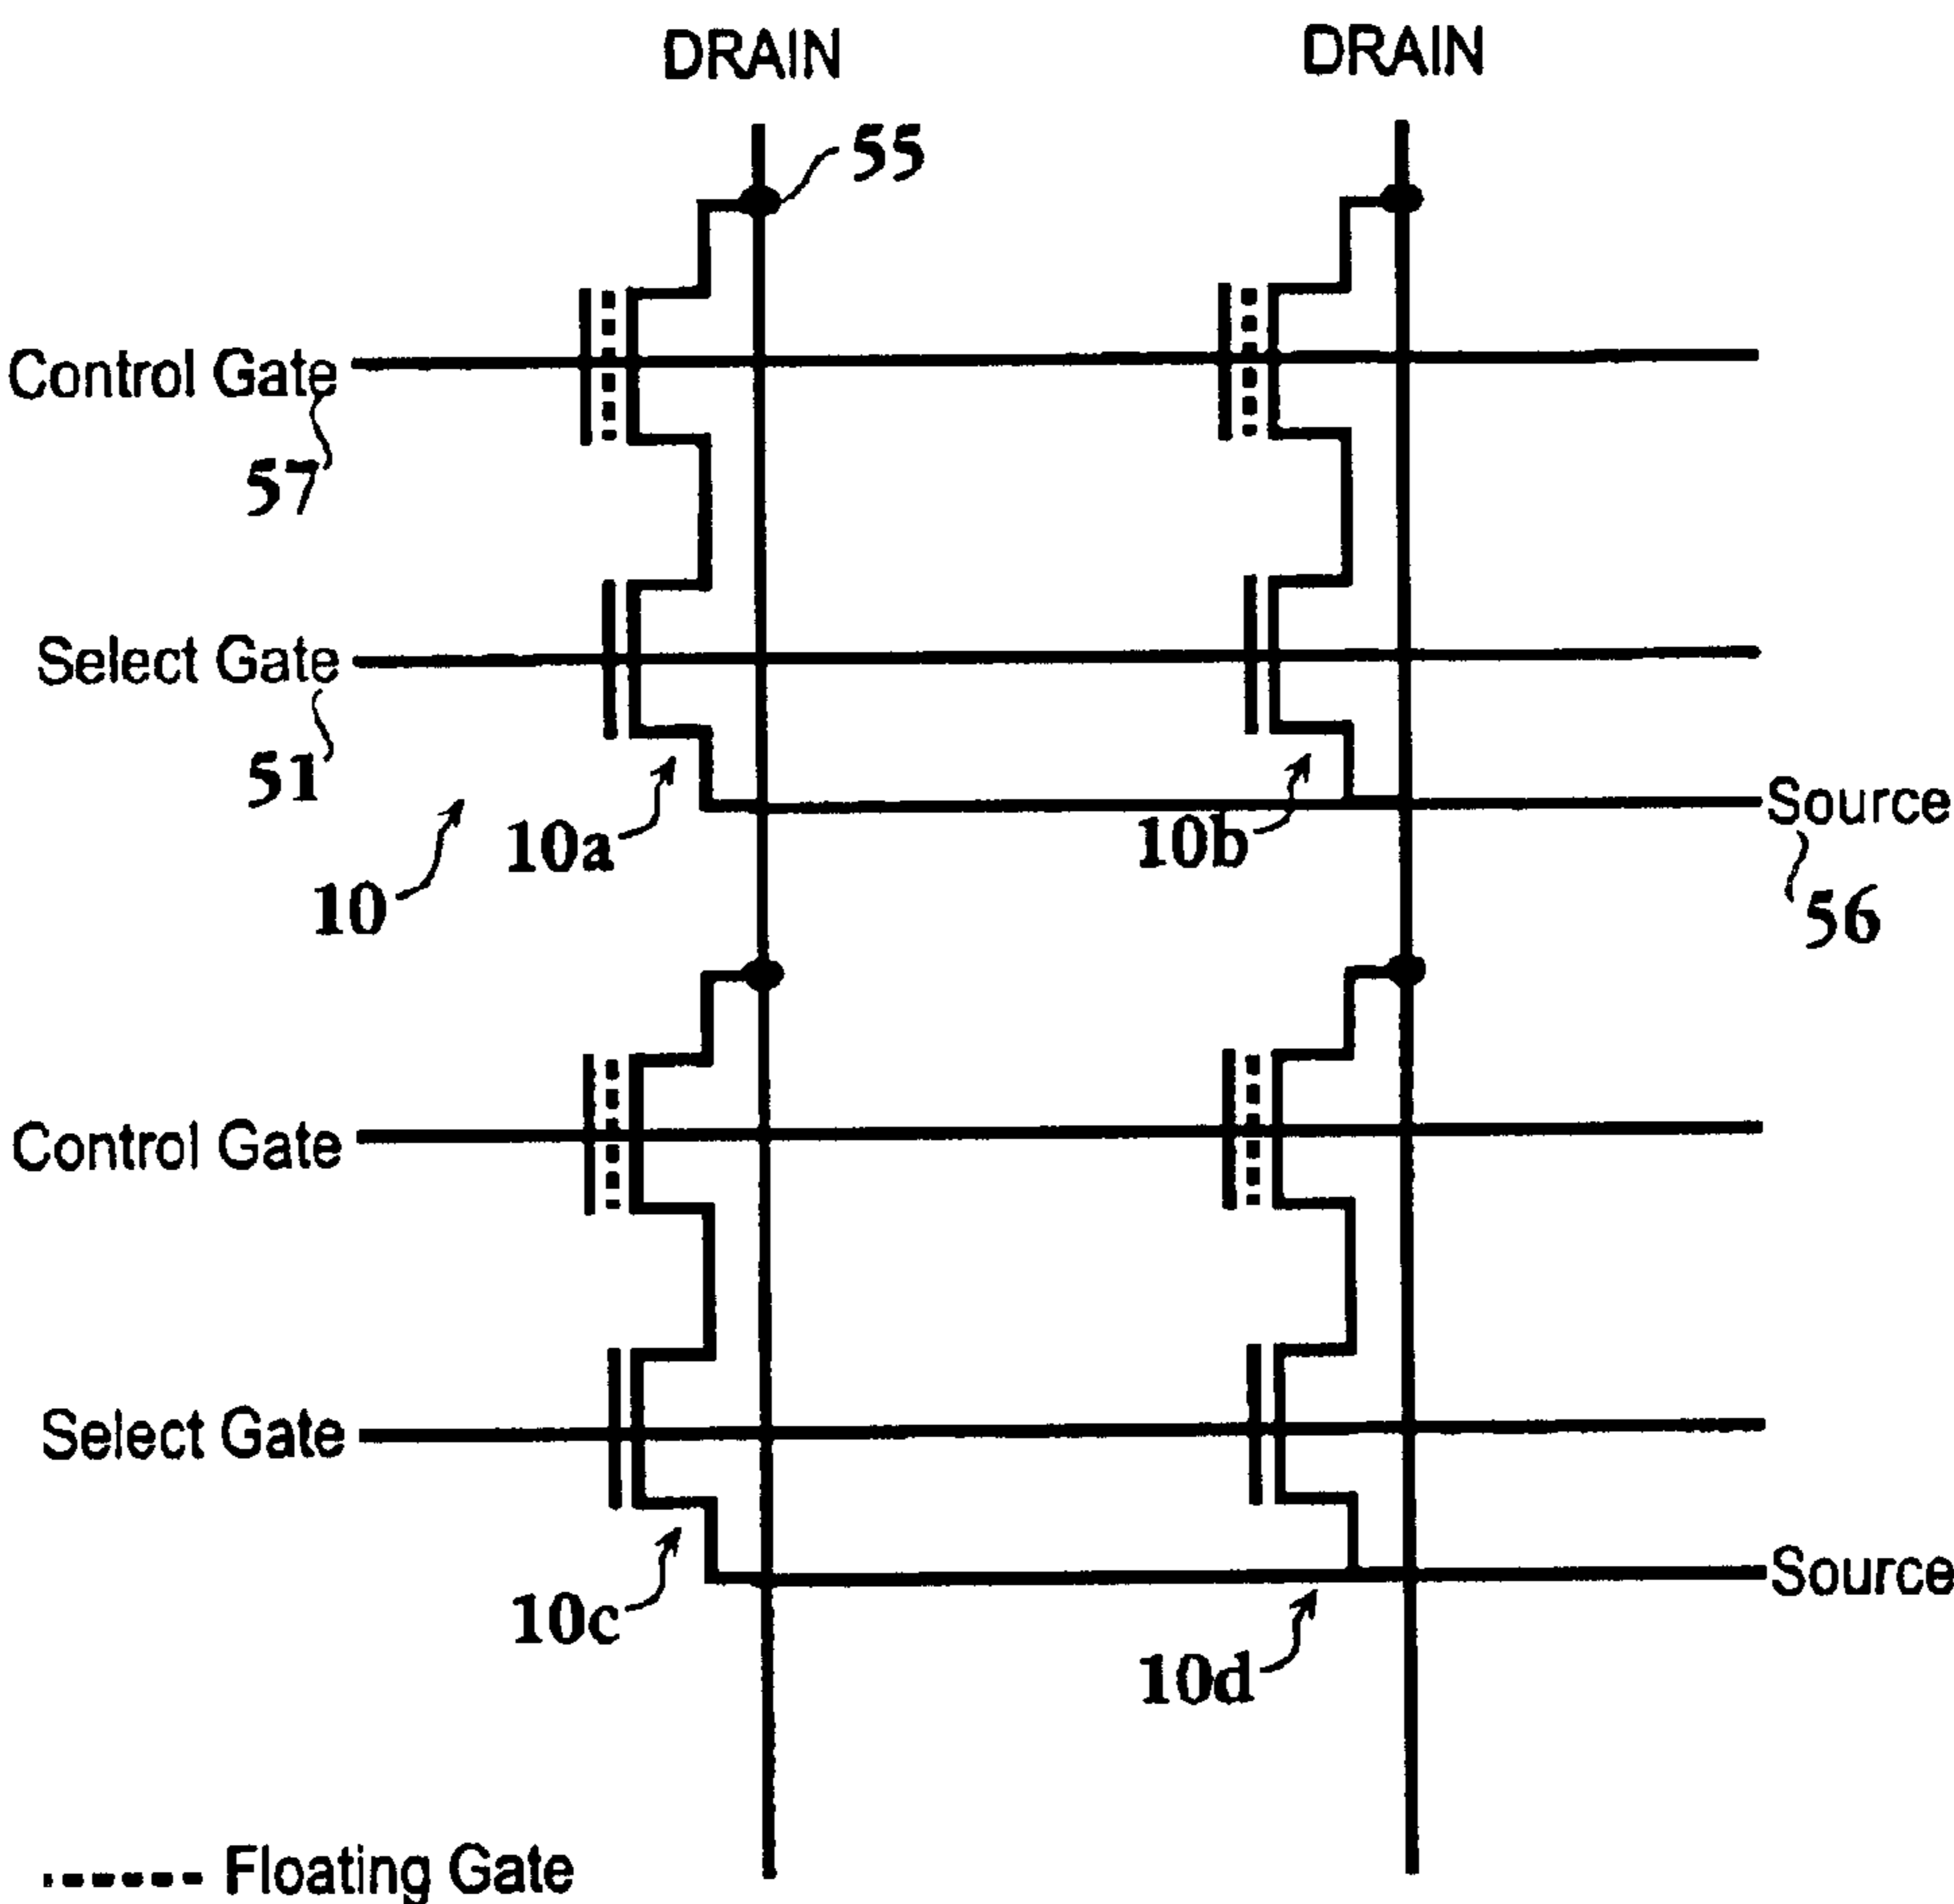 DRAIN DRAIN
55
Control Gate
57
Select Gate
51
Source
10a
10b
10
56
Control Gate
Select Gate
Source
10c
10d
Floating Gate